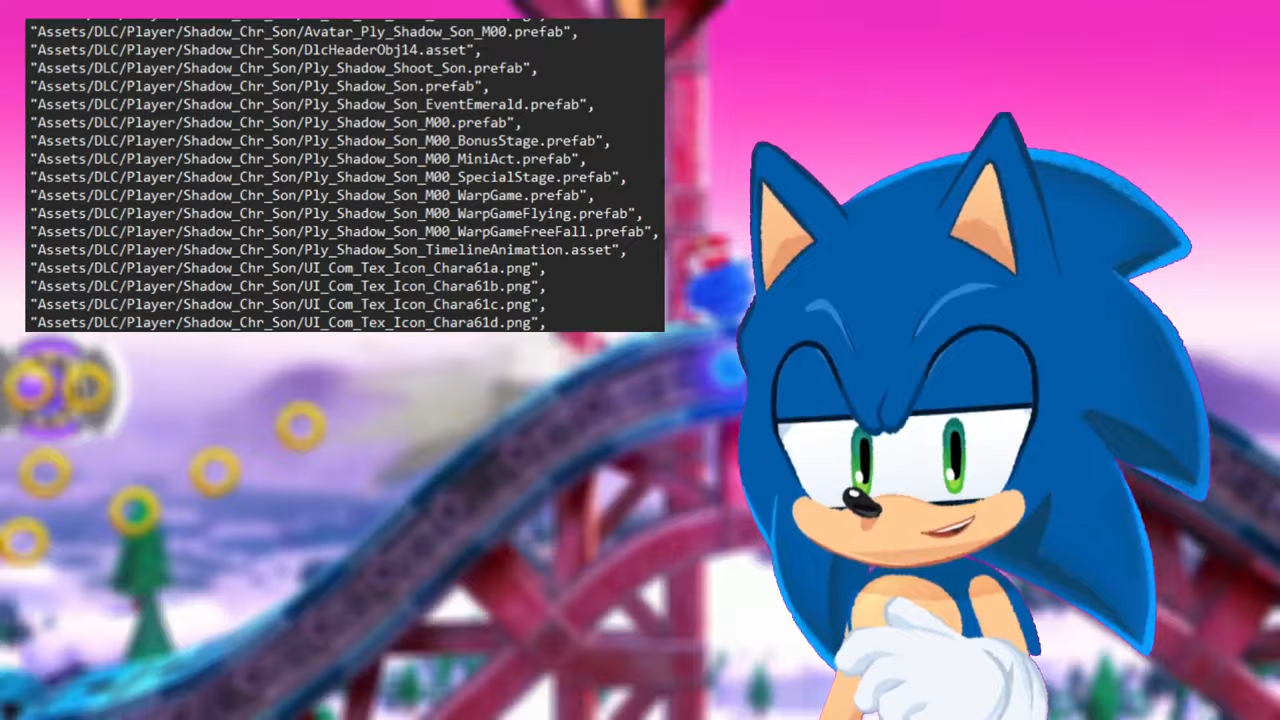 "Assets/DLC/Player/Shadow_Chr_Son/Avatar_Ply_Shadow_Son_M00.prefab",
"Assets/DLC/Player/Shadow_Chr_Son/DlcHeaderObj14.asset",
"Assets/DLC/Player/Shadow_Chr_Son/Ply_Shadow_Shoot_Son.prefab",
"Assets/DLC/Player/Shadow_Chr_Son/Ply_Shadow_Son.prefab",
"Assets/DLC/Player/Shadow_Chr_Son/Ply_Shadow_Son_EventEmerald.prefab",
"Assets/DLC/Player/Shadow_Chr_Son/Ply_Shadow_Son_M00.prefab",
"Assets/DLC/Player/Shadow_Chr_Son/Ply_Shadow_Son_M00_BonusStage.prefab",
"Assets/DLC/Player/Shadow_Chr_Son/Ply_Shadow_Son_M00_MiniAct.prefab",
"Assets/DLC/Player/Shadow_Chr_Son/Ply_Shadow_Son_M00_SpecialStage.prefab",
"Assets/DLC/Player/Shadow_Chr_Son/Ply_Shadow_Son_M00_WarpGame.prefab",
"Assets/DLC/Player/Shadow_Chr_Son/Ply_Shadow_Son_M00_WarpGameFlying.prefab",
"Assets/DLC/Player/Shadow_Chr_Son/Ply_Shadow_Son_M00_WarpGameFreeFall.prefab",
"Assets/DLC/Player/Shadow_Chr_Son/Ply_Shadow_Son_TimelineAnimation.asset",
"Assets/DLC/Player/Shadow_Chr_Son/UI_Com_Tex_Icon_Chara61a.png",
"Assets/DLC/Player/Shadow_Chr_Son/UI_Com_Tex_Icon_Chara61b.png",
"Assets/DLC/Player/Shadow_Chr_Son/UI_Com_Tex_Icon_Chara61c.png",
"Assets/DLC/Player/Shadow_Chr_Son/UI_Com_Tex_Icon_Chara61d.png",